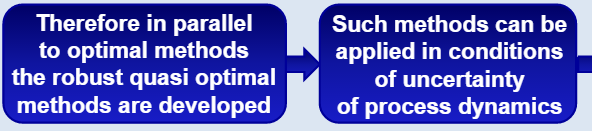 Therefore in parallel
to optimal methods
the robust quasi optimal
methods are developed
Such methods can be
applied in conditions
of uncertainty
of process dynamics